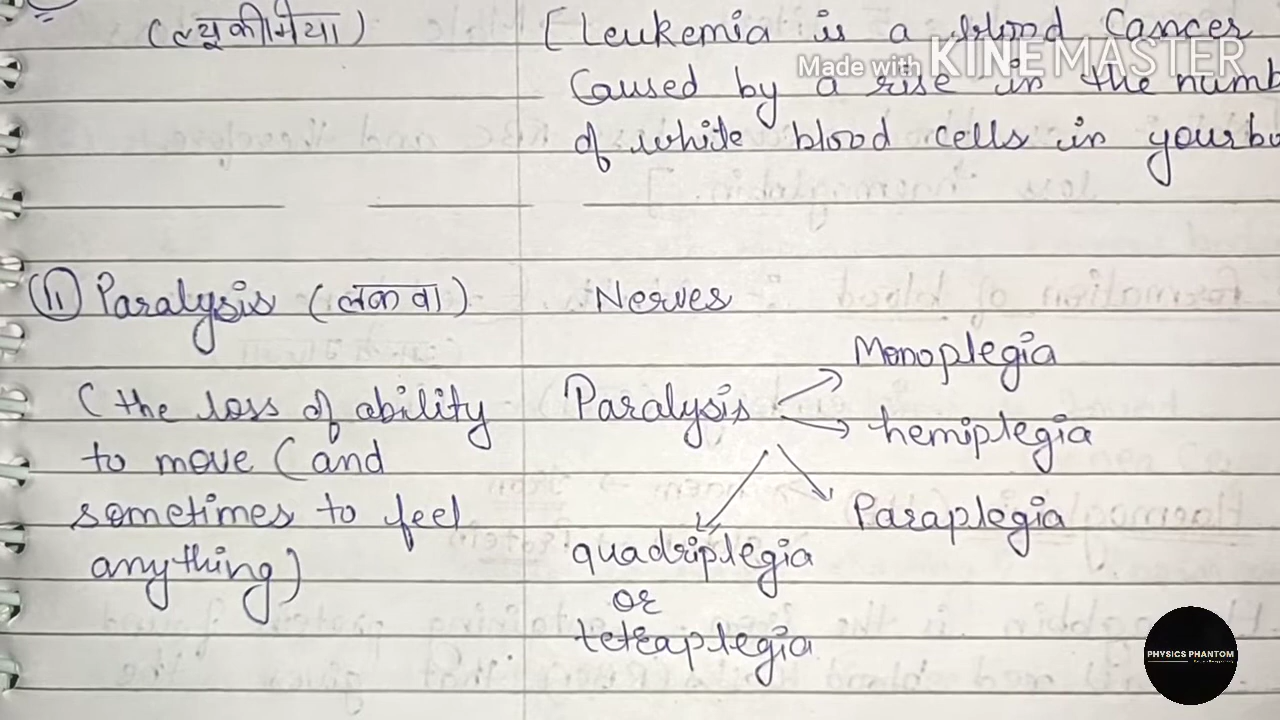 (ल्यूकीमिया)
[Leukemia is a blood Cancer
Made with KINEMASTER
Caused by a rise in the numb
of white blood cells in your bo
(11) Paralysis (लकवा)
Nerves
(the loss of ability
to move (and
sometimes to feel
anything)
Paralysis
Monoplegia
hemiplegia
Paraplegia
quadriplegia
or
tetraplegia
PHYSICS PHANTOM